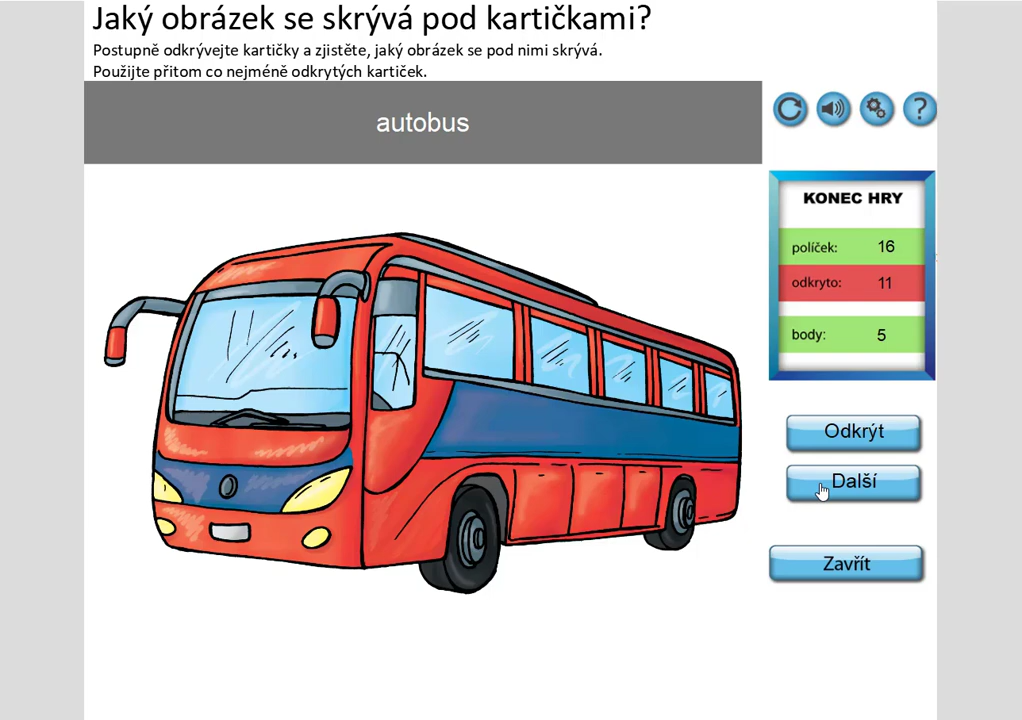 Jaký obrázek se skrývá pod kartičkami?
Postupně odkrývejte kartičky a zjistěte, jaký obrázek se pod nimi skrývá.
Použijte přitom co nejméně odkrytých kartiček.
autobus
?
KONEC HRY
políček: 16
odkryto: 11
body: 5
Odkrýt
Další
Zavřít